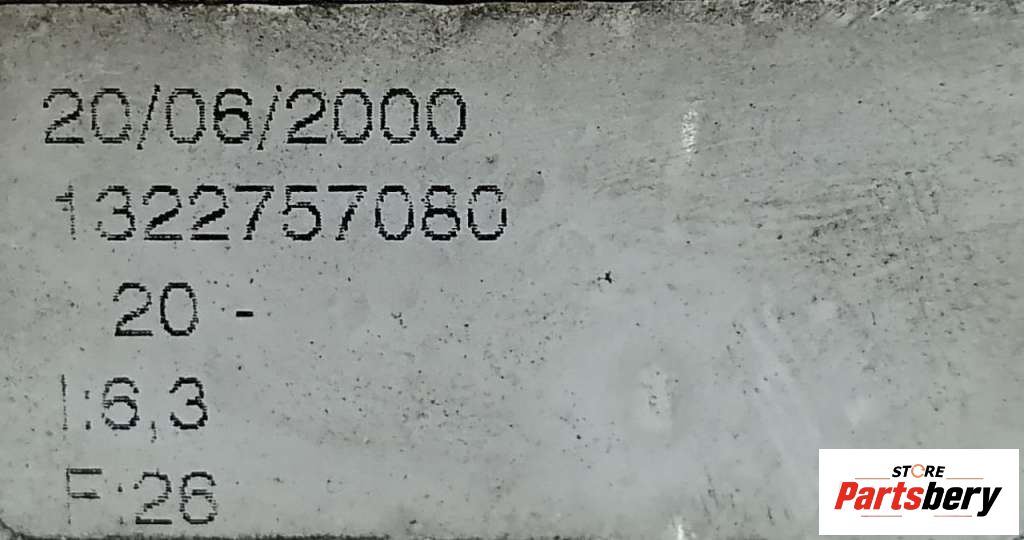 20/06/2000
1322757080
20 -
I:6,3
F:26
STORE
Partsbery